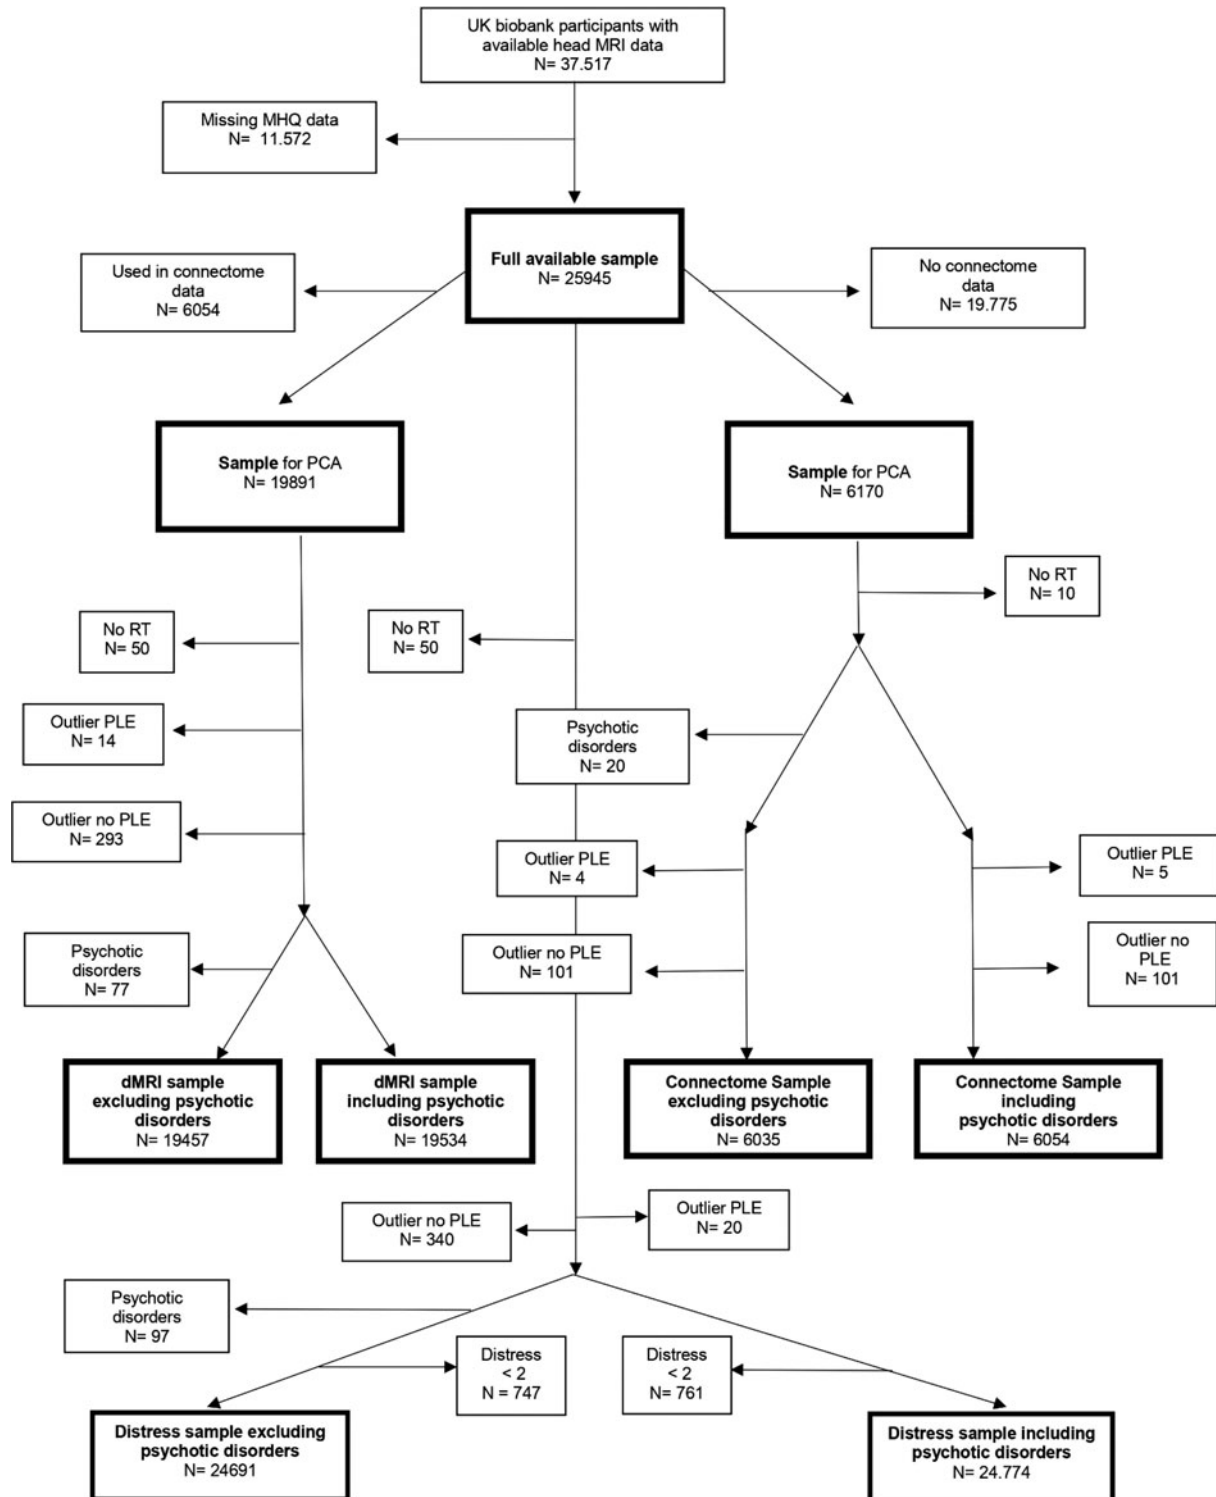 UK biobank participants with
available head MRI data
N= 37.517
Missing MHQ data
N= 11.572
Full available sample
N= 25945
Used in connectome
data
N= 6054
No connectome
data
N= 19.775
Sample for PCA
N= 19891
Sample for PCA
N= 6170
No RT
N= 10
No RT
N= 50
No RT
N= 50
Outlier PLE
N= 14
Psychotic
disorders
N= 20
Outlier no PLE
N= 293
Outlier PLE
N= 4
Outlier PLE
N= 5
Psychotic
disorders
N= 77
Outlier no PLE
N= 101
Outlier no
PLE
N= 101
dMRI sample
excluding psychotic
disorders
N= 19457
dMRI sample
including psychotic
disorders
N= 19534
Connectome Sample
excluding psychotic
disorders
N= 6035
Connectome Sample
including
psychotic disorders
N= 6054
Outlier no PLE
N= 340
Outlier PLE
N= 20
Psychotic
disorders
N= 97
Distress
< 2
N = 747
Distress
< 2
N= 761
Distress sample excluding
psychotic disorders
N= 24691
Distress sample including
psychotic disorders
N= 24.774